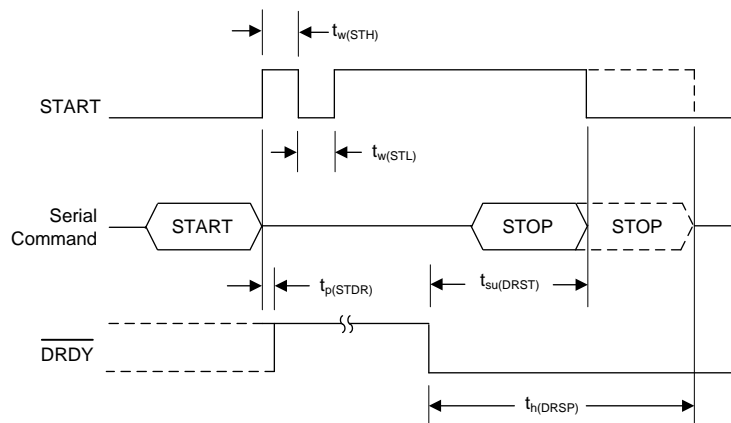 t_w(STH)
START
t_w(STL)
Serial
Command
START
STOP
STOP
t_p(STDR)
t_su(DRST)
DRDY
t_h(DRSP)